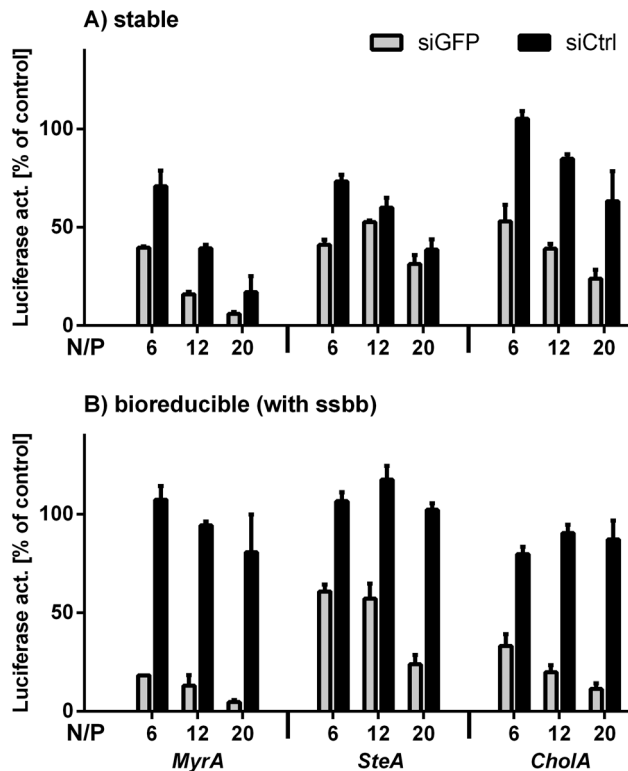 A) stable
siGFP siCtrl
Luciferase act. [% of control]
100
50
0
N/P 6 12 20 6 12 20 6 12 20
B) bioreducible (with ssbb)
Luciferase act. [% of control]
100
50
0
N/P 6 12 20 6 12 20 6 12 20
MyrA SteA CholA